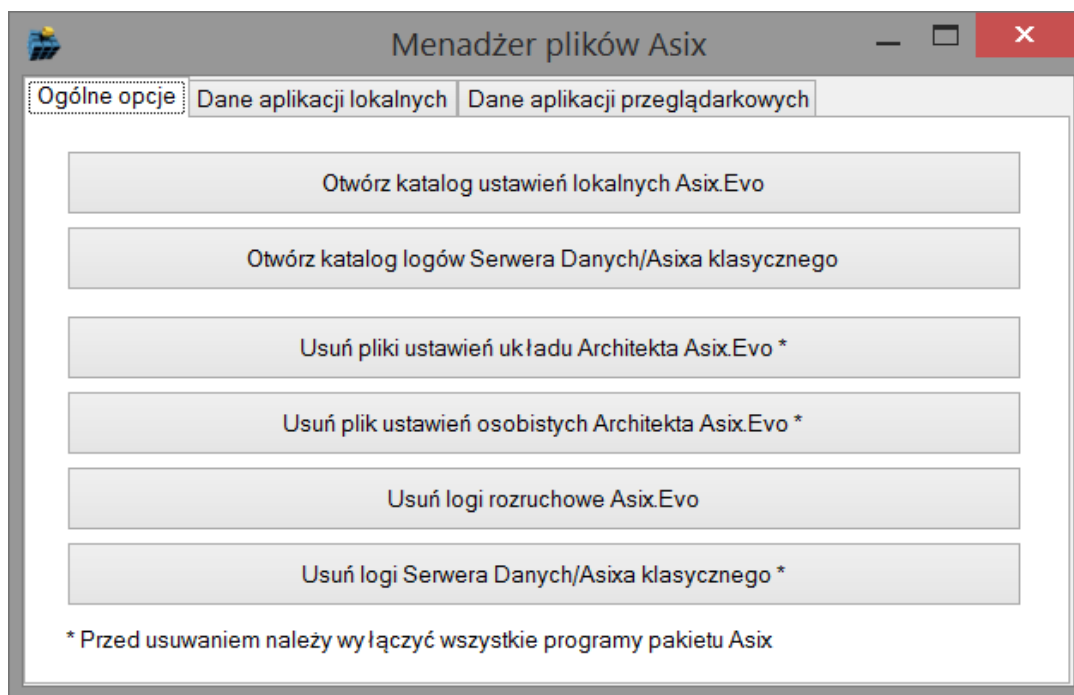 Menadżer plików Asix
Ogólne opcje Dane aplikacji lokalnych Dane aplikacji przeglądarkowych
Otwórz katalog ustawień lokalnych Asix.Evo
Otwórz katalog logów Serwera Danych/Asixa klasycznego
Usuń pliki ustawień układu Architekta Asix.Evo *
Usuń plik ustawień osobistych Architekta Asix.Evo *
Usuń logi rozruchowe Asix.Evo
Usuń logi Serwera Danych/Asixa klasycznego *
* Przed usuwaniem należy wyłączyć wszystkie programy pakietu Asix